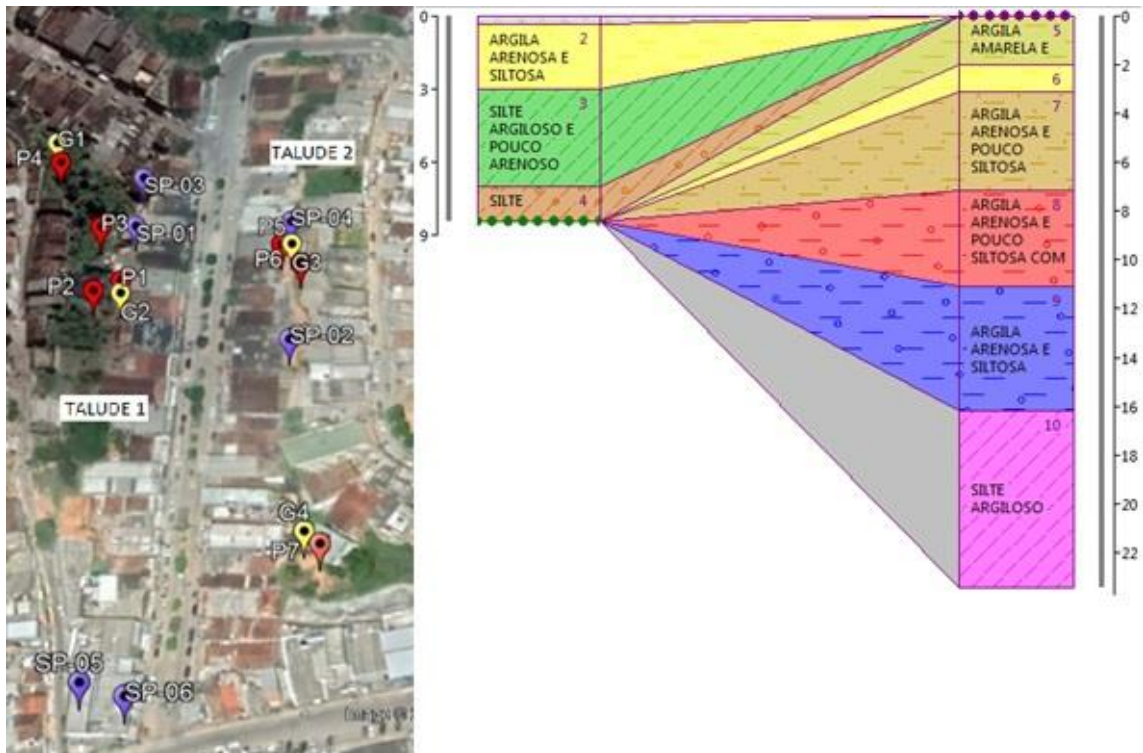 G1
P4
SP-03
P3
SP-01
P1
P2
G2
TALUDE 1
TALUDE 2
SP-04
P5
P6
G3
SP-02
G4
P7
SP-05
SP-06
0
3
6
9
2
ARGILA
ARENOSA E
SILTOSA
3
SILTE
ARGILOSO E
POUCO
ARENOSO
SILTE 4
ARGILA 5
AMARELA E
6
7
ARGILA
ARENOSA E
POUCO
SILTOSA
ARGILA 8
ARENOSA E
POUCO
SILTOSA COM
9
ARGILA
ARENOSA E
SILTOSA
10
SILTE
ARGILOSO
0
2
4
6
8
10
12
14
16
18
20
22